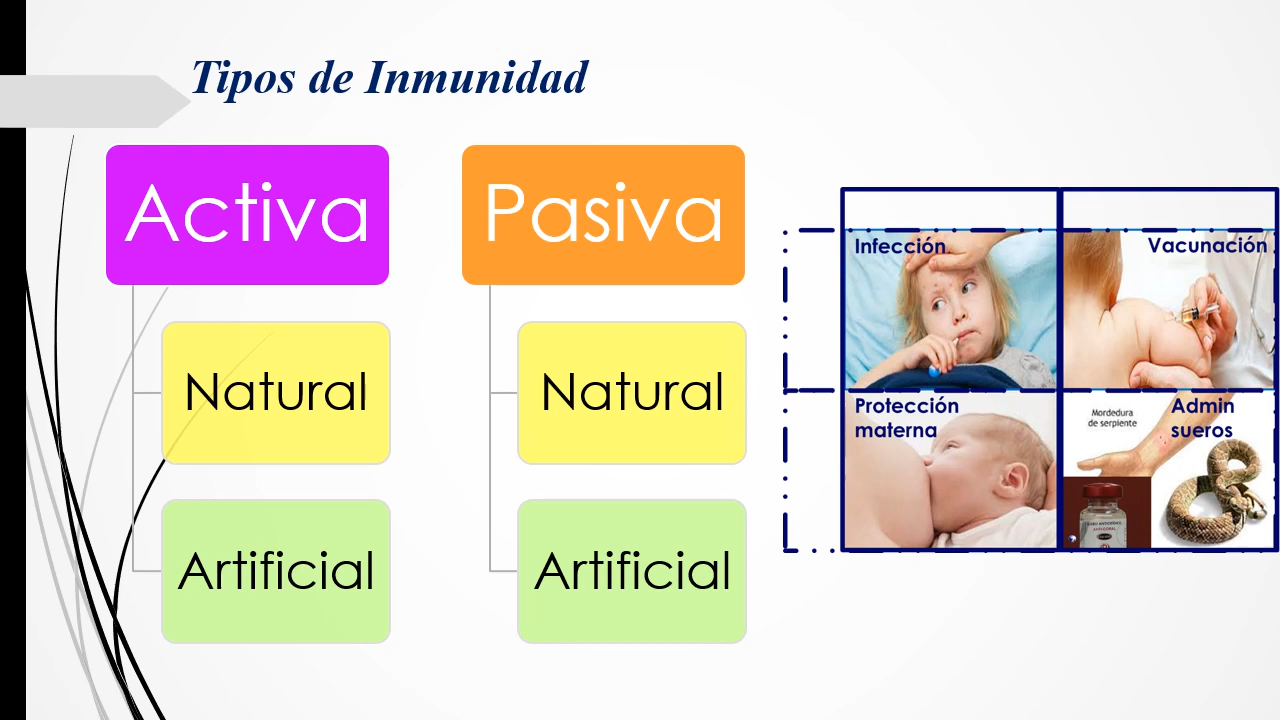 Tipos de Inmunidad
Activa
Natural
Artificial
Pasiva
Natural
Artificial
Infección
Vacunación
Protección
materna
Mordedura
de serpiente
Admin
sueros